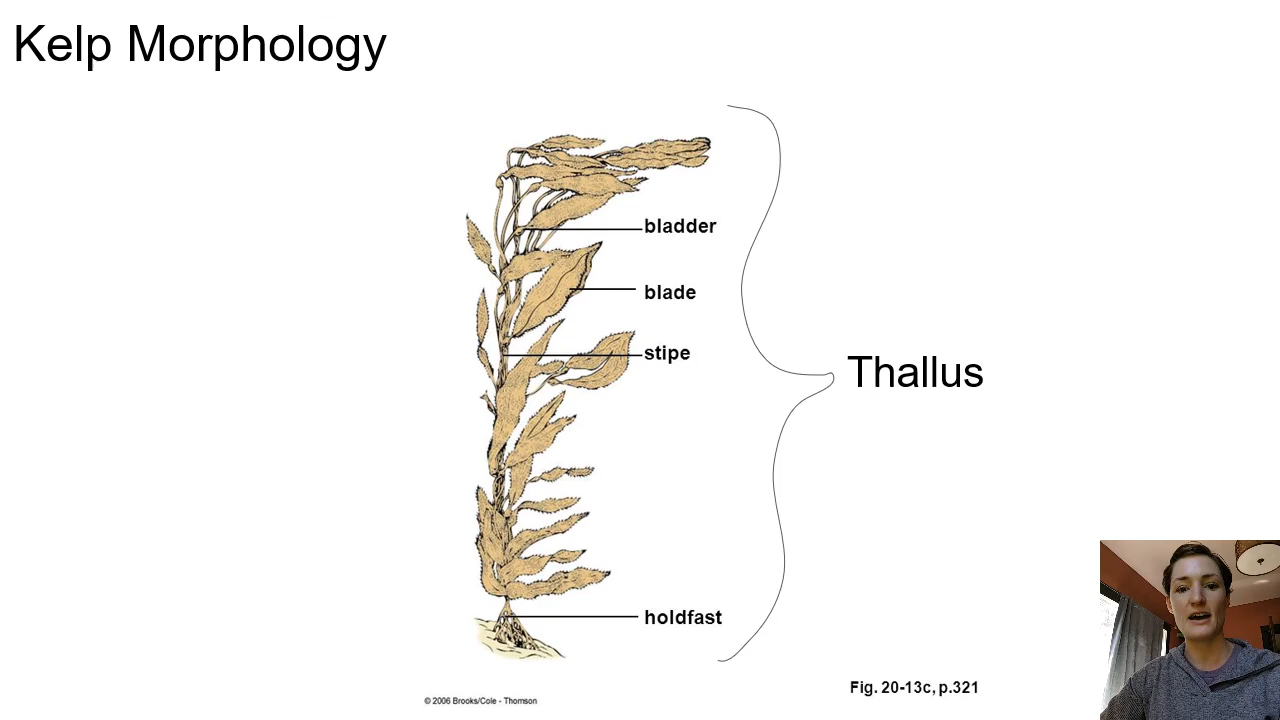 Kelp Morphology
bladder
blade
stipe
Thallus
holdfast
Fig. 20-13c, p.321
© 2006 Brooks/Cole - Thomson